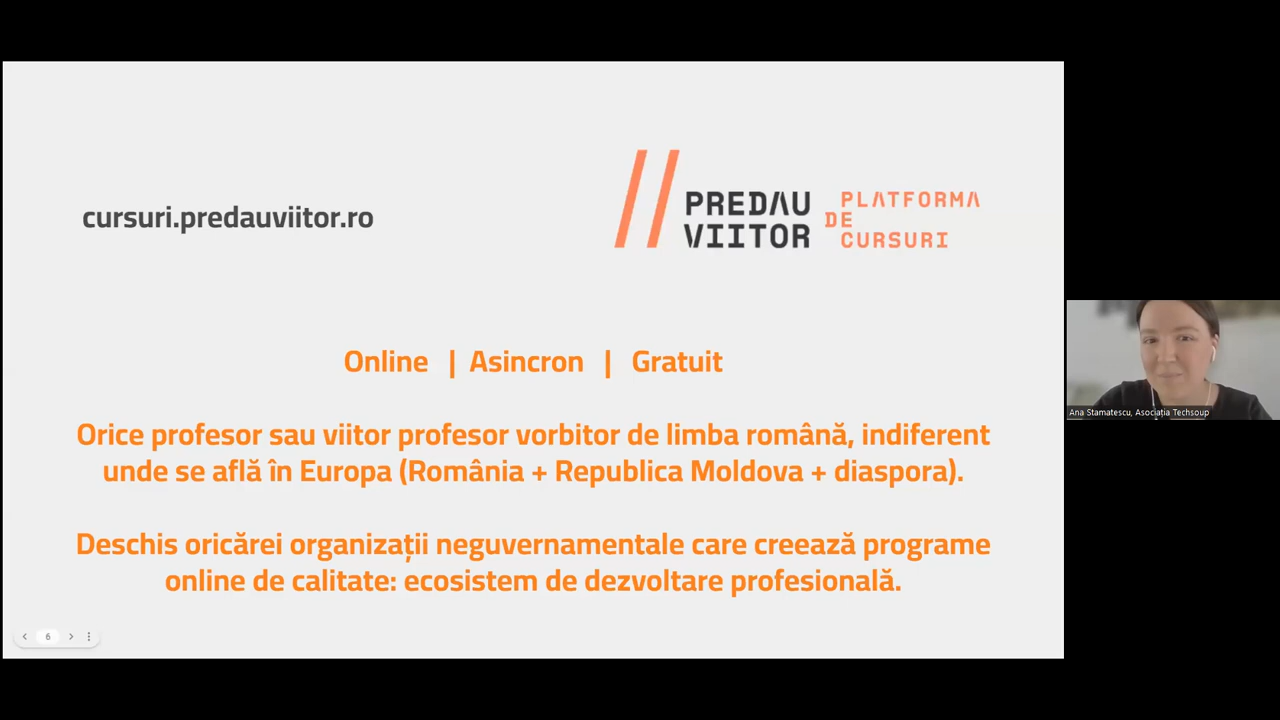 cursuri.predauviitor.ro
PREDAU
VIITOR
PLATFORMA
DE
CURSURI
Online | Asincron | Gratuit
Orice profesor sau viitor profesor vorbitor de limba română, indiferent
unde se află în Europa (România + Republica Moldova + diaspora).
Deschis oricărei organizații neguvernamentale care creează programe
online de calitate: ecosistem de dezvoltare profesională.
6
Ana Stamatescu, Asociația Techsoup